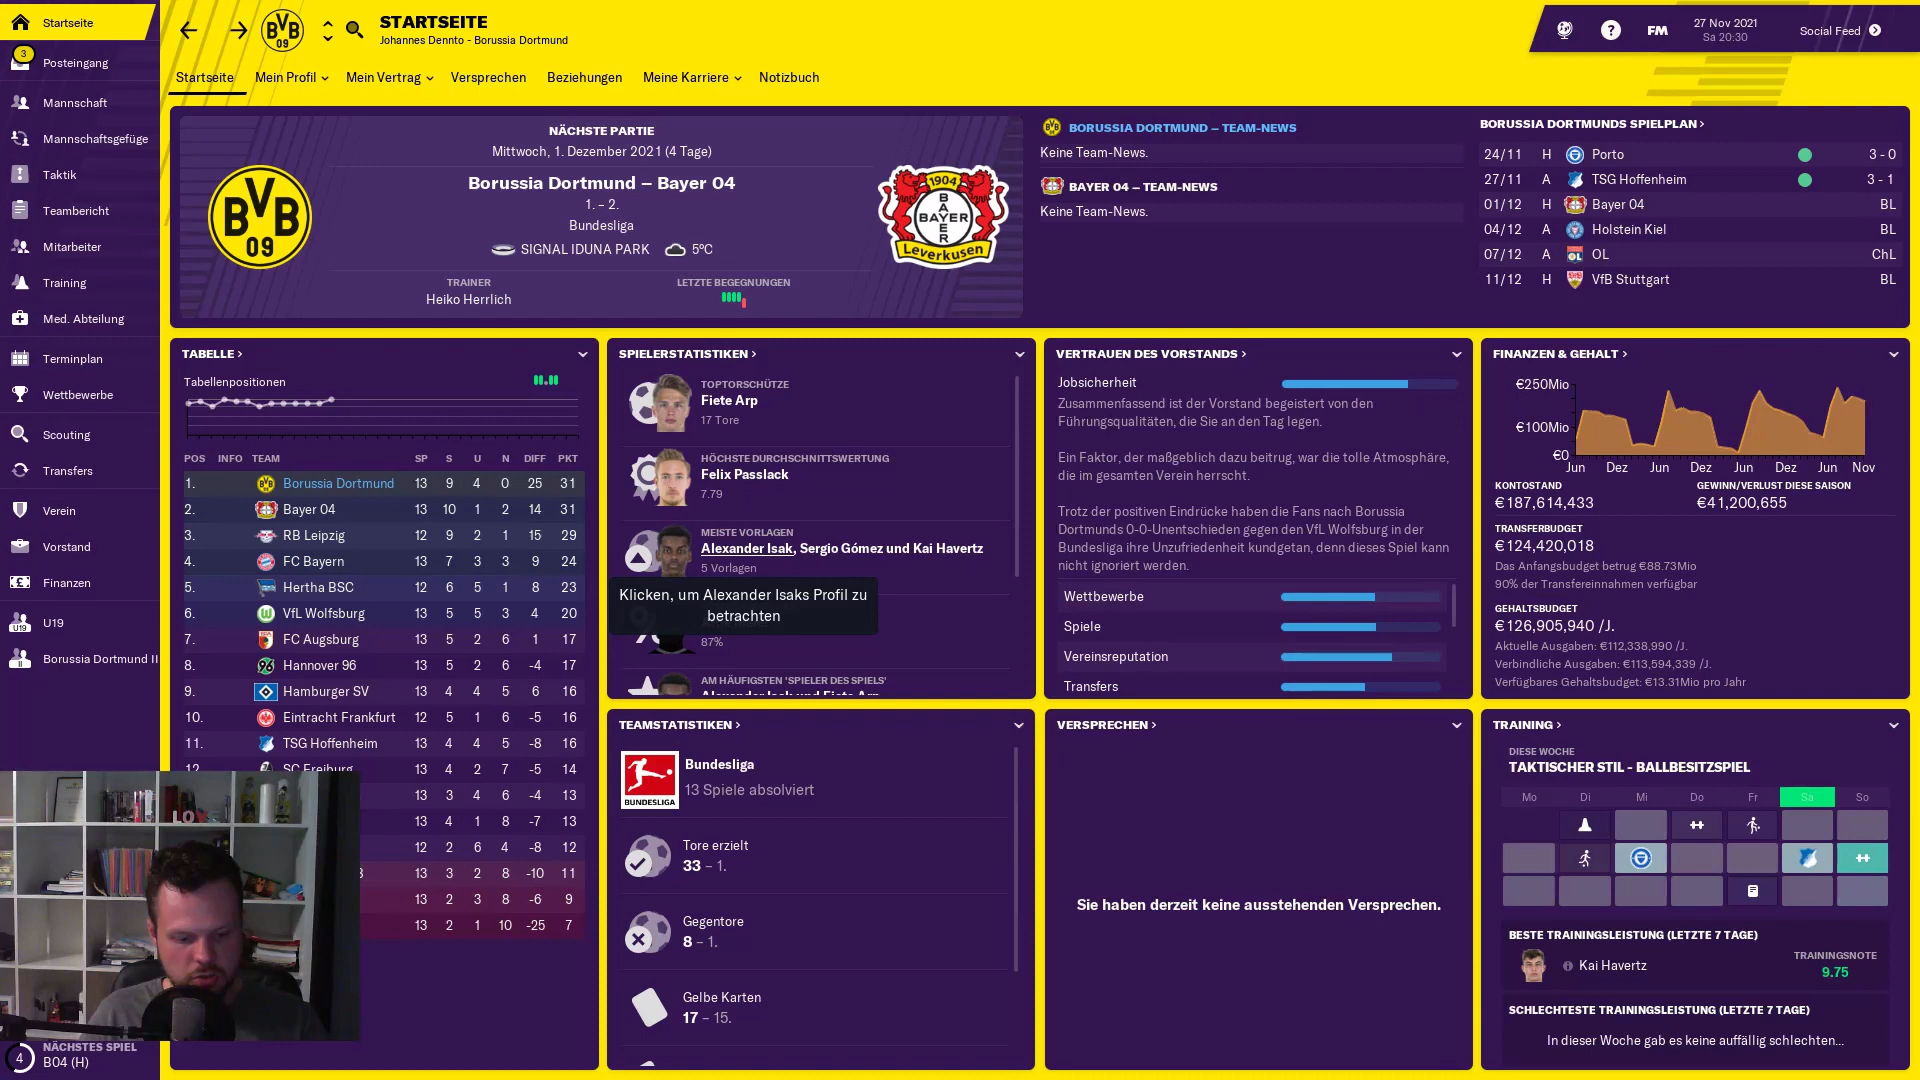 Startseite
3
Posteingang
Mannschaft
Mannschaftsgefüge
Taktik
Teambericht
Mitarbeiter
Training
Med. Abteilung
Terminplan
Wettbewerbe
Scouting
Transfers
Verein
Vorstand
Finanzen
U19
U19
II
Borussia Dortmund II
4
NÄCHSTES SPIEL
B04 (H)
BVB 09
STARTSEITE
Johannes Dennto - Borussia Dortmund
? FM
27 Nov 2021
Sa 20:30
Social Feed
Startseite Mein Profil Mein Vertrag Versprechen Beziehungen Meine Karriere Notizbuch
NÄCHSTE PARTIE
Mittwoch, 1. Dezember 2021 (4 Tage)
Borussia Dortmund – Bayer 04
1. – 2.
Bundesliga
SIGNAL IDUNA PARK 5°C
TRAINER
Heiko Herrlich
LETZTE BEGEGNUNGEN
BVB 09
1904 BAYER BAYER Leverkusen
BORUSSIA DORTMUND – TEAM-NEWS
Keine Team-News.
BAYER 04 – TEAM-NEWS
Keine Team-News.
BORUSSIA DORTMUNDS SPIELPLAN
24/11 H Porto 3 - 0
27/11 A TSG Hoffenheim 3 - 1
01/12 H Bayer 04 BL
04/12 A Holstein Kiel BL
07/12 A OL ChL
11/12 H VfB Stuttgart BL
TABELLE
Tabellenpositionen
POS INFO TEAM SP S U N DIFF PKT
1. Borussia Dortmund 13 9 4 0 25 31
2. Bayer 04 13 10 1 2 14 31
3. RB Leipzig 12 9 2 1 15 29
4. FC Bayern 13 7 3 3 9 24
5. Hertha BSC 12 6 5 1 8 23
6. VfL Wolfsburg 13 5 5 3 4 20
7. FC Augsburg 13 5 2 6 1 17
8. Hannover 96 13 5 2 6 -4 17
9. Hamburger SV 13 4 4 5 6 16
10. Eintracht Frankfurt 12 5 1 6 -5 16
11. TSG Hoffenheim 13 4 4 5 -8 16
12. SC Freiburg 13 4 2 7 -5 14
13 3 4 6 -4 13
13 4 1 8 -7 13
12 2 6 4 -8 12
13 3 2 8 -10 11
13 2 3 8 -6 9
13 2 1 10 -25 7
SPIELERSTATISTIKEN
TOPTORSCHÜTZE
Fiete Arp
17 Tore
HÖCHSTE DURCHSCHNITTSWERTUNG
Felix Passlack
7.79
MEISTE VORLAGEN
Alexander Isak, Sergio Gómez und Kai Havertz
5 Vorlagen
Klicken, um Alexander Isaks Profil zu
betrachten
87%
AM HÄUFIGSTEN 'SPIELER DES SPIELS'
Alexander Isak und Fiete Arp
VERTRAUEN DES VORSTANDS
Jobsicherheit
Zusammenfassend ist der Vorstand begeistert von den
Führungsqualitäten, die Sie an den Tag legen.
Ein Faktor, der maßgeblich dazu beitrug, war die tolle Atmosphäre,
die im gesamten Verein herrscht.
Trotz der positiven Eindrücke haben die Fans nach Borussia
Dortmunds 0-0-Unentschieden gegen den VfL Wolfsburg in der
Bundesliga ihre Unzufriedenheit kundgetan, denn dieses Spiel kann
nicht ignoriert werden.
Wettbewerbe
Spiele
Vereinsreputation
Transfers
FINANZEN & GEHALT
€250Mio
€100Mio
€0
Jun Dez Jun Dez Jun Dez Jun Nov
KONTOSTAND
€187,614,433
GEWINN/VERLUST DIESE SAISON
€41,200,655
TRANSFERBUDGET
€124,420,018
Das Anfangsbudget betrug €88.73Mio
90% der Transfereinnahmen verfügbar
GEHALTSBUDGET
€126,905,940 /J.
Aktuelle Ausgaben: €112,338,990 /J.
Verbindliche Ausgaben: €113,594,339 /J.
Verfügbares Gehaltsbudget: €13.31Mio pro Jahr
TEAMSTATISTIKEN
BUNDESLIGA
Bundesliga
13 Spiele absolviert
Tore erzielt
33 – 1.
Gegentore
8 – 1.
Gelbe Karten
17 – 15.
VERSPRECHEN
Sie haben derzeit keine ausstehenden Versprechen.
TRAINING
DIESE WOCHE
TAKTISCHER STIL - BALLBESITZSPIEL
Mo Di Mi Do Fr Sa So
BESTE TRAININGSLEISTUNG (LETZTE 7 TAGE)
Kai Havertz
TRAININGSNOTE
9.75
SCHLECHTESTE TRAININGSLEISTUNG (LETZTE 7 TAGE)
In dieser Woche gab es keine auffällig schlechten...